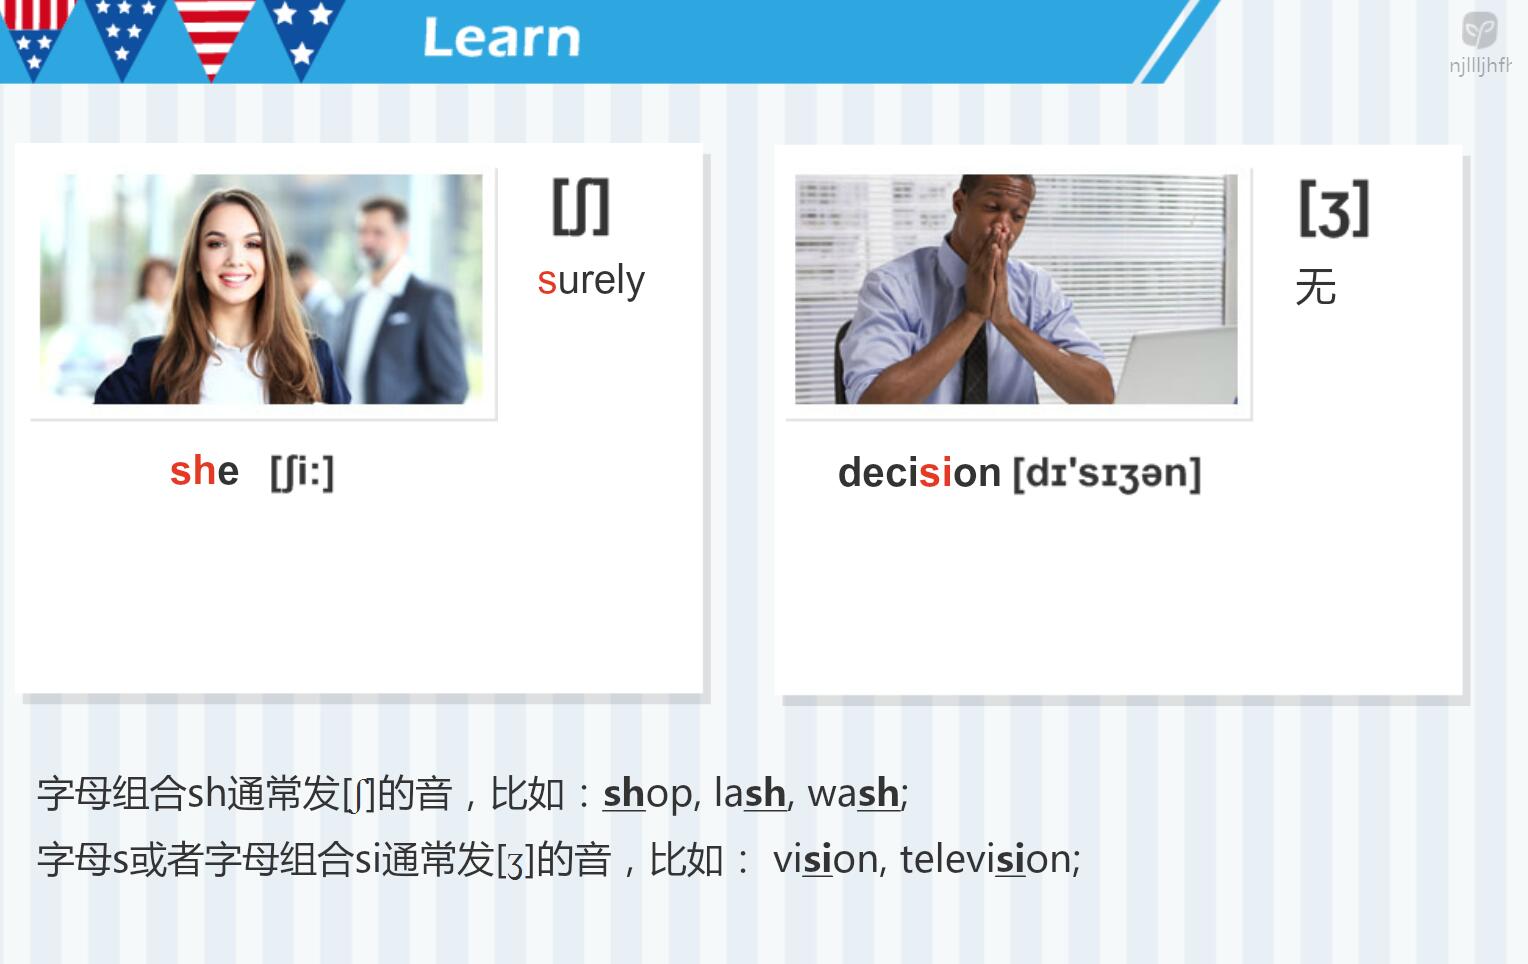 Learn
njllljhfh
[ʃ]
surely
she [ʃi:]
[ʒ]
无
decision [dɪ'sɪʒən]
字母组合sh通常发[ʃ]的音，比如：shop, lash, wash;
字母s或者字母组合si通常发[ʒ]的音，比如： vision, television;